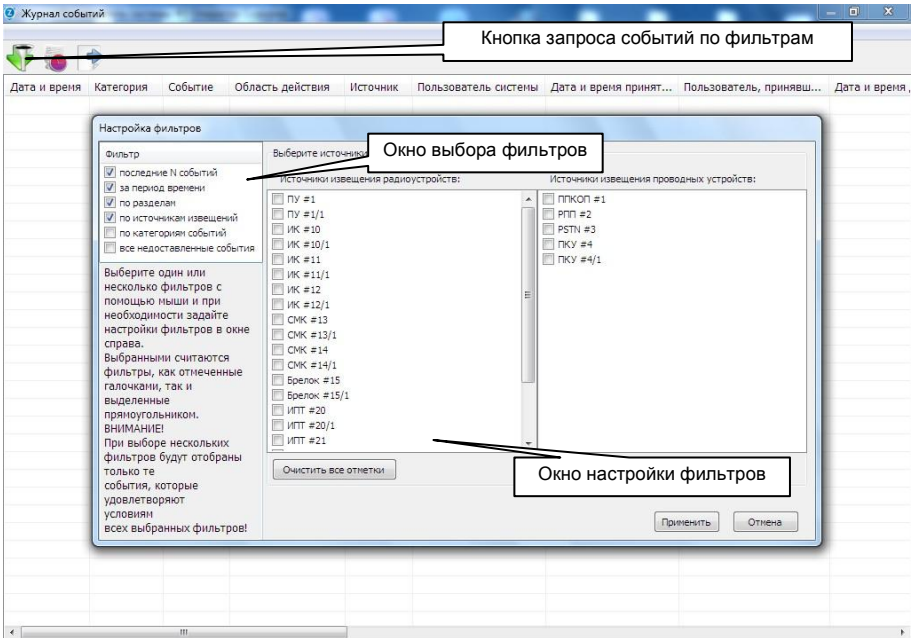 Журнал событий
Кнопка запроса событий по фильтрам
Дата и время Категория Событие Область действия Источник Пользователь системы Дата и время принят... Пользователь, принявш... Дата и время
Настройка фильтров
Окно выбора фильтров
Фильтр
последние N событий
за период времени
по разделам
по источникам извещений
по категориям событий
все недоставленные события
Выберите один или
несколько фильтров с
помощью мыши и при
необходимости задайте
настройки фильтров в окне
справа.
Выбранными считаются
фильтры, как отмеченные
галочками, так и
выделенные
прямоугольником.
ВНИМАНИЕ!
При выборе нескольких
фильтров будут отобраны
только те
события, которые
удовлетворяют
условиям
всех выбранных фильтров!
Выберите источники
Источники извещения радиоустройств:
ПУ #1
ПУ #1/1
ИК #10
ИК #10/1
ИК #11
ИК #11/1
ИК #12
ИК #12/1
СМК #13
СМК #13/1
СМК #14
СМК #14/1
Брелок #15
Брелок #15/1
ИПТ #20
ИПТ #20/1
ИПТ #21
Источники извещения проводных устройств:
ППКОП #1
РПП #2
PSTN #3
ПКУ #4
ПКУ #4/1
Очистить все отметки
Окно настройки фильтров
Применить Отмена